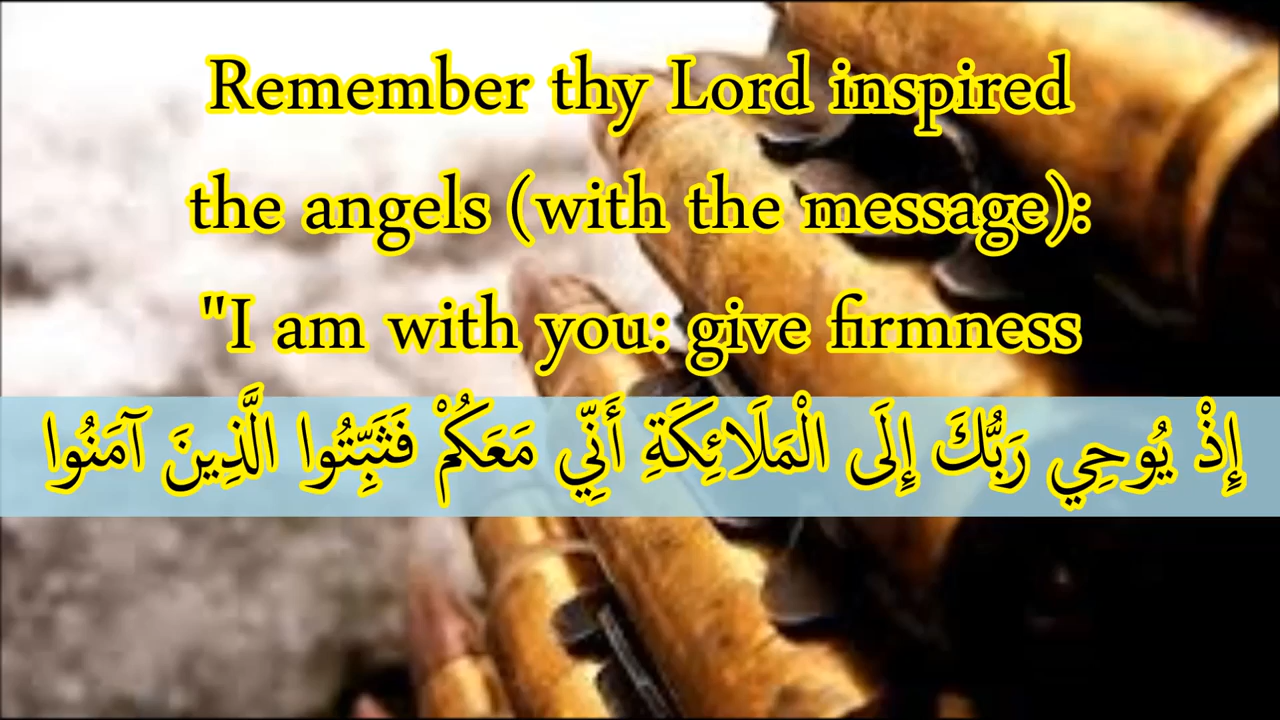 Remember thy Lord inspired
the angels (with the message):
"I am with you: give firmness
إِذْ يُوحِي رَبُّكَ إِلَى الْمَلَائِكَةِ أَنِّي مَعَكُمْ فَثَبِّتُوا الَّذِينَ آمَنُوا